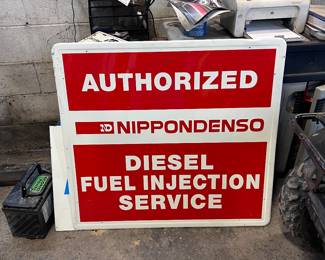 AUTHORIZED
ND NIPPONDENSO
DIESEL
FUEL INJECTION
SERVICE